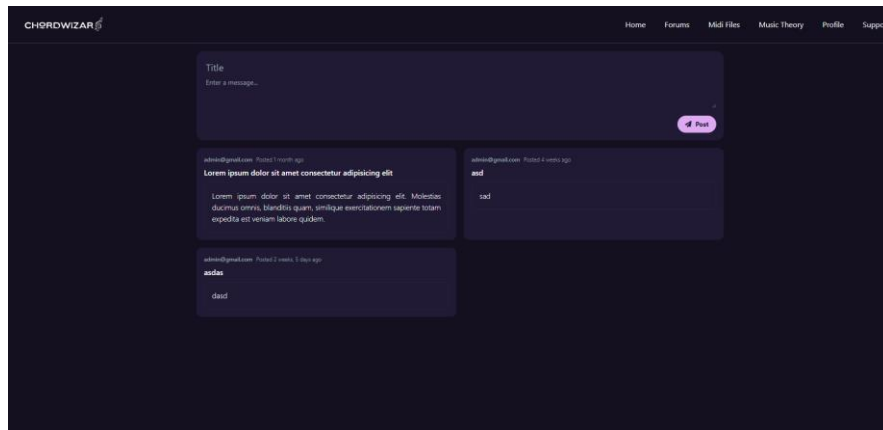 CHORDWIZARD
Home Forums Midi Files Music Theory Profile Suppo
Title
Enter a message...
Post
admin@gmail.com Posted 1 month ago
Lorem ipsum dolor sit amet consectetur adipisicing elit
Lorem ipsum dolor sit amet consectetur adipisicing elit. Molestias
ducimus omnis, blanditiis quam, similique exercitationem sapiente totam
expedita est veniam labore quidem.
admin@gmail.com Posted 4 weeks ago
asd
sad
admin@gmail.com Posted 2 weeks, 5 days ago
asdas
dasd